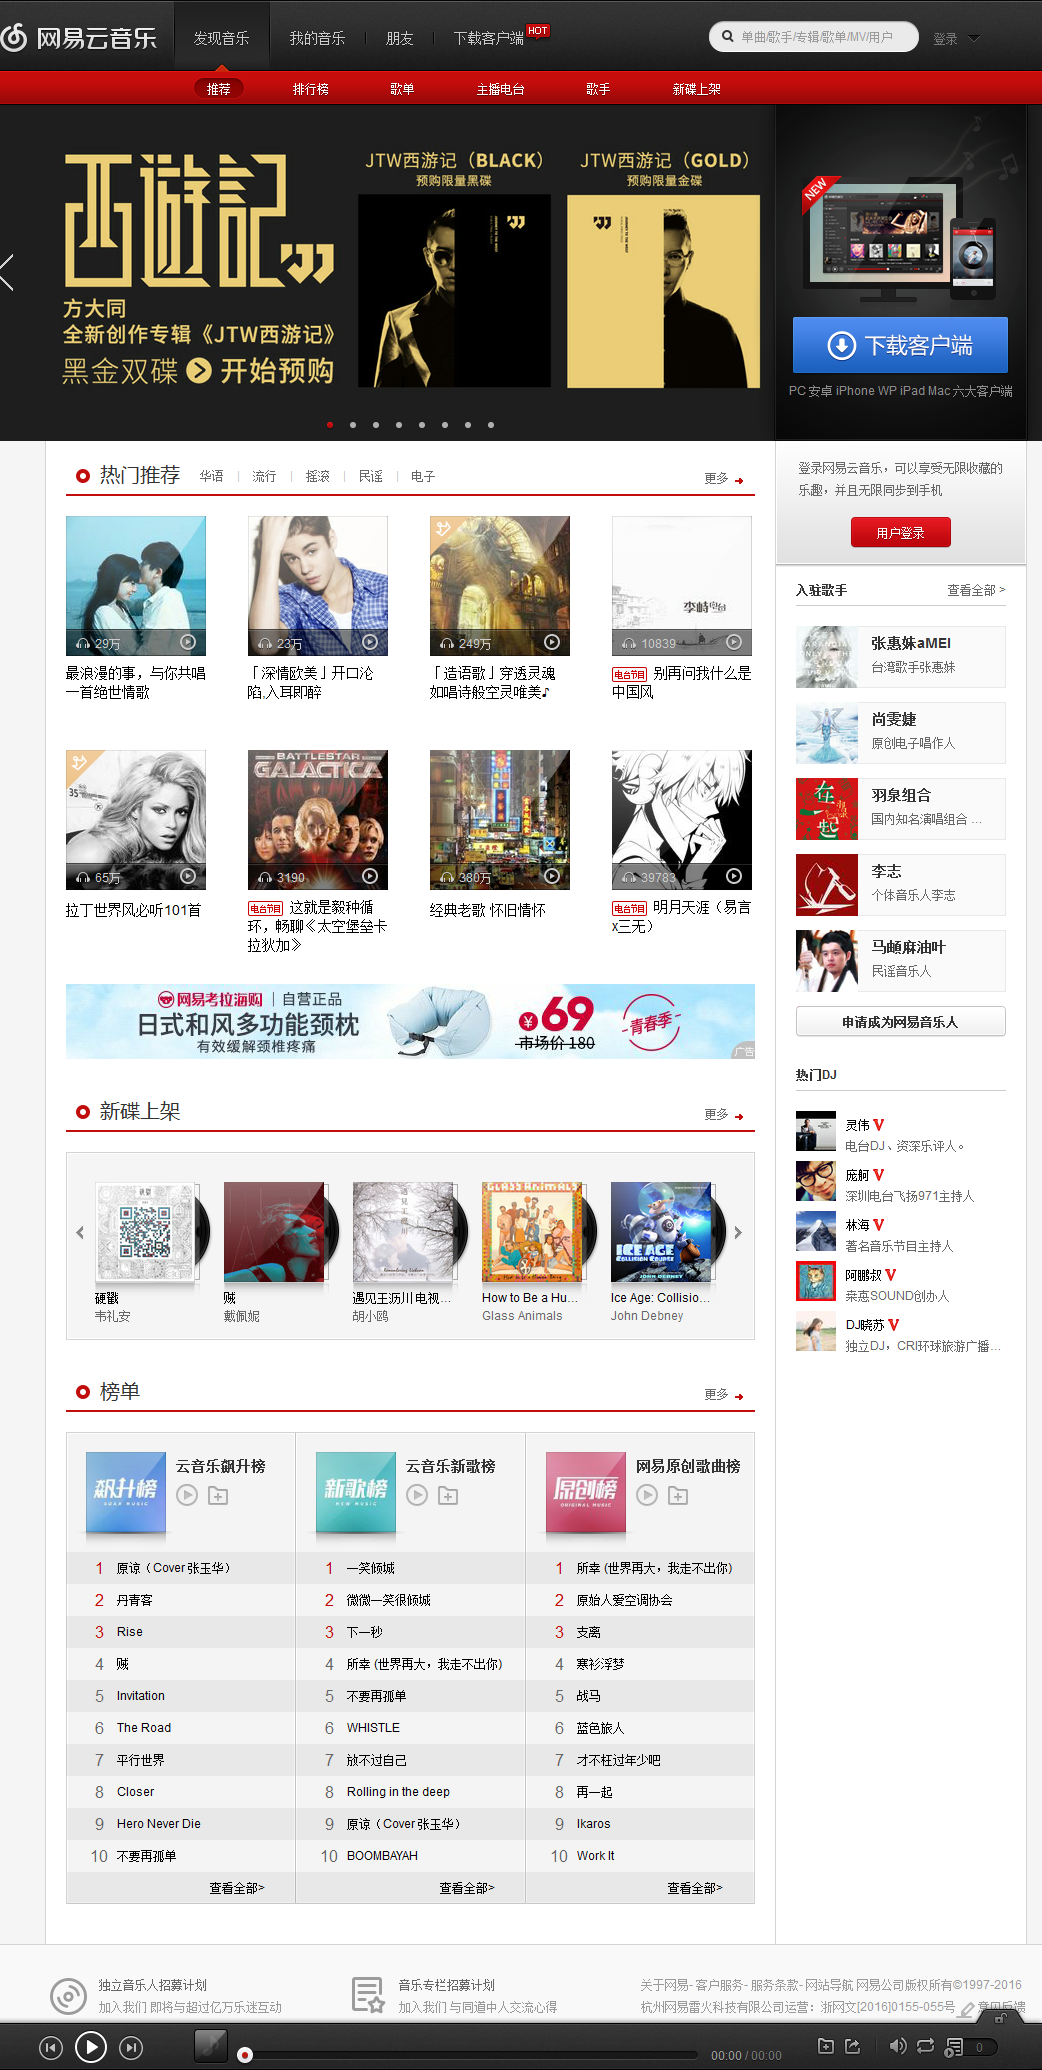 网易云音乐
发现音乐 我的音乐 朋友 下载客户端 HOT
单曲/歌手/专辑/歌单/MV/用户
登录
推荐 排行榜 歌单 主播电台 歌手 新碟上架
西遊記
方大同
全新创作专辑《JTW西游记》
黑金双碟 开始预购
JTW西游记（BLACK）
预购限量黑碟
JTW西游记（GOLD）
预购限量金碟
NEW
下载客户端
PC 安卓 iPhone WP iPad Mac 六大客户端
热门推荐 华语 流行 摇滚 民谣 电子 更多
29万
最浪漫的事，与你共唱
一首绝世情歌
23万
「深情欧美」开口沦
陷,入耳即醉
249万
「造语歌」穿透灵魂
如唱诗般空灵唯美♪
李峙电台
10839
电台节目 别再问我什么是
中国风
65万
拉丁世界风必听101首
BATTLESTAR
GALACTICA
3190
电台节目 这就是毅种循
环，畅聊《太空堡垒卡
拉狄加》
380万
经典老歌 怀旧情怀
39783
电台节目 明月天涯（易言
x三无）
网易考拉海购 | 自营正品
日式和风多功能颈枕
有效缓解颈椎疼痛
¥69
市场价 180
青春季
广告
新碟上架 更多
硬戳
韦礼安
贼
戴佩妮
遇见王沥川电视...
胡小鸥
GLASS ANIMALS
How to Be a Hu...
Glass Animals
ICE AGE
COLLISION COURSE
JOHN DEBNEY
Ice Age: Collisio...
John Debney
榜单 更多
飙升榜
SOAR MUSIC
云音乐飙升榜
1 原谅（Cover 张玉华）
2 丹青客
3 Rise
4 贼
5 Invitation
6 The Road
7 平行世界
8 Closer
9 Hero Never Die
10 不要再孤单
查看全部>
新歌榜
NEW MUSIC
云音乐新歌榜
1 一笑倾城
2 微微一笑很倾城
3 下一秒
4 所幸 (世界再大，我走不出你)
5 不要再孤单
6 WHISTLE
7 放不过自己
8 Rolling in the deep
9 原谅（Cover 张玉华）
10 BOOMBAYAH
查看全部>
原创榜
ORIGINAL MUSIC
网易原创歌曲榜
1 所幸 (世界再大，我走不出你)
2 原始人爱空调协会
3 支离
4 寒衫浮梦
5 战马
6 蓝色旅人
7 才不枉过年少吧
8 再一起
9 Ikaros
10 Work It
查看全部>
登录网易云音乐，可以享受无限收藏的
乐趣，并且无限同步到手机
用户登录
入驻歌手 查看全部 >
张惠妹aMEI
台湾歌手张惠妹
尚雯婕
原创电子唱作人
在一起
羽泉组合
国内知名演唱组合 ...
李志
个体音乐人李志
马頔麻油叶
民谣音乐人
申请成为网易音乐人
热门DJ
灵伟 V
电台DJ、资深乐评人。
庞舸 V
深圳电台飞扬971主持人
林海 V
著名音乐节目主持人
阿鹏叔 V
枭惠SOUND创办人
DJ晓苏 V
独立DJ，CRI环球旅游广播...
独立音乐人招募计划
加入我们 即将与超过亿万乐迷互动
音乐专栏招募计划
加入我们 与同道中人交流心得
关于网易- 客户服务- 服务条款- 网站导航 网易公司版权所有©1997-2016
杭州网易雷火科技有限公司运营：浙网文[2016]0155-055号 意见反馈
00:00 / 00:00
0